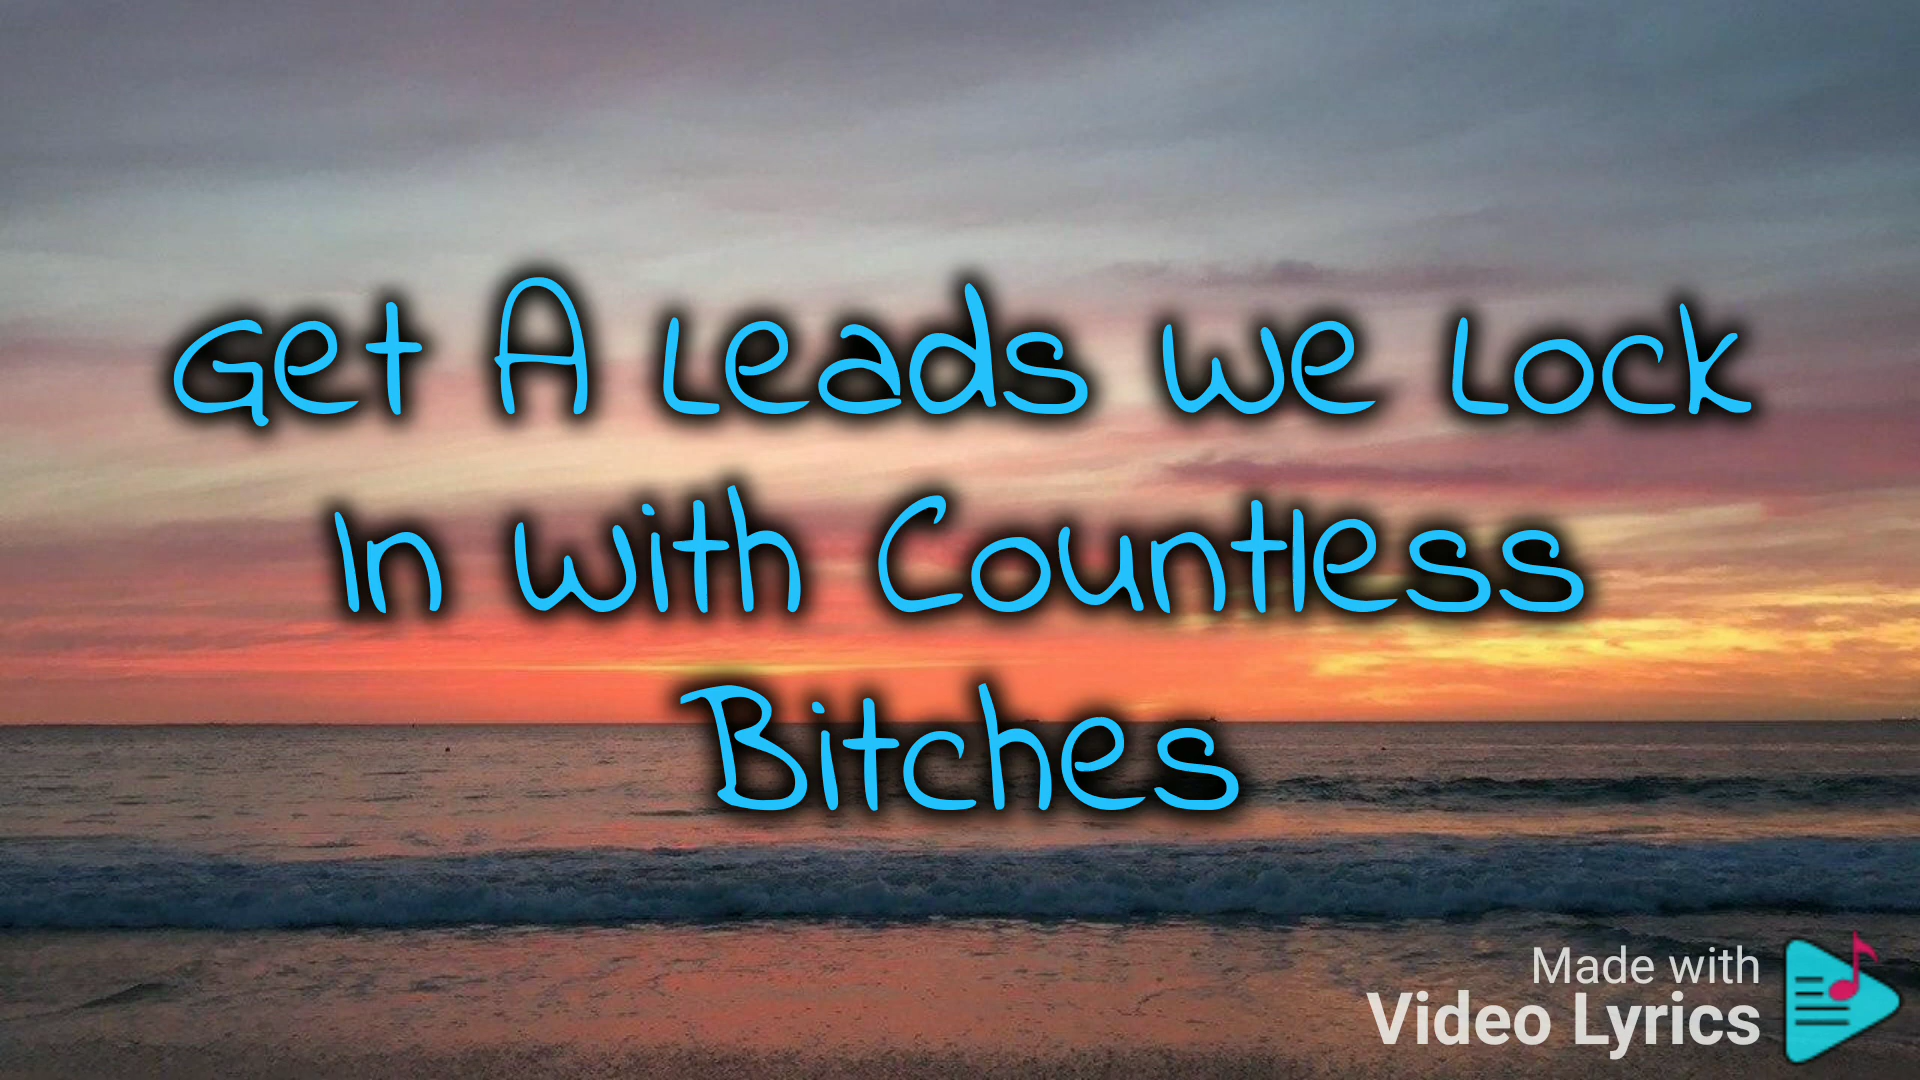 Get A Leads We Lock
In With Countless
Bitches
Made with
Video Lyrics